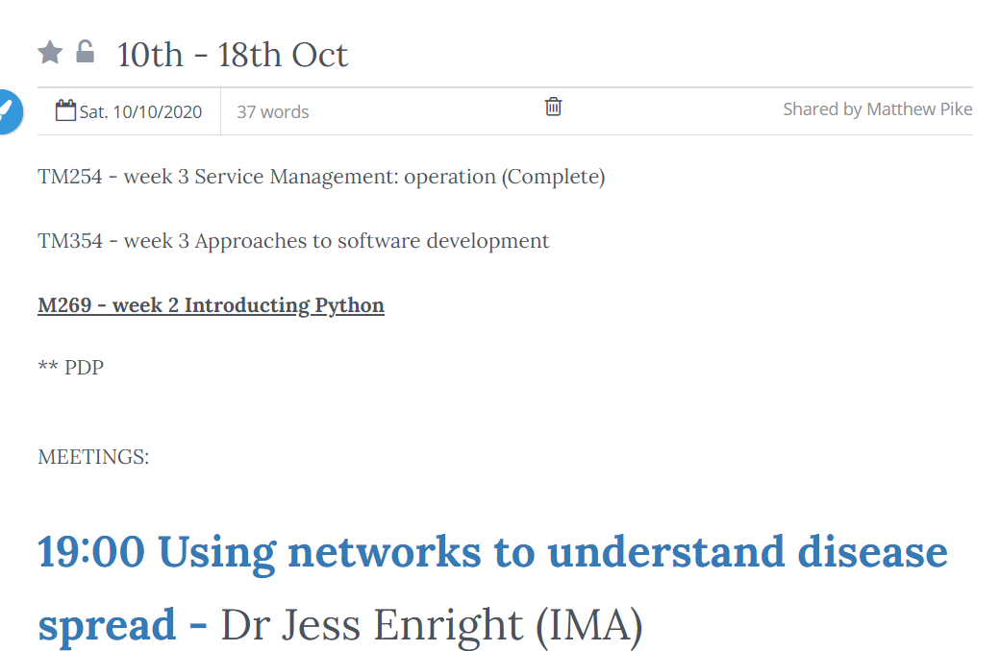 10th - 18th Oct
Sat. 10/10/2020 37 words Shared by Matthew Pike
TM254 - week 3 Service Management: operation (Complete)
TM354 - week 3 Approaches to software development
M269 - week 2 Introducting Python
** PDP
MEETINGS:
19:00 Using networks to understand disease
spread - Dr Jess Enright (IMA)